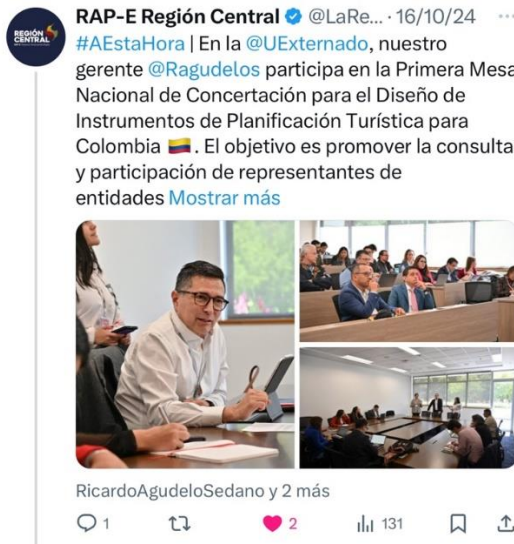 REGIÓN
CENTRAL
RAP-E Región Central @LaRe... · 16/10/24 ...
#AEstaHora | En la @UExternado, nuestro
gerente @Ragudelos participa en la Primera Mesa
Nacional de Concertación para el Diseño de
Instrumentos de Planificación Turística para
Colombia 🇨🇴 . El objetivo es promover la consulta
y participación de representantes de
entidades Mostrar más
RicardoAgudeloSedano y 2 más
1 2 131